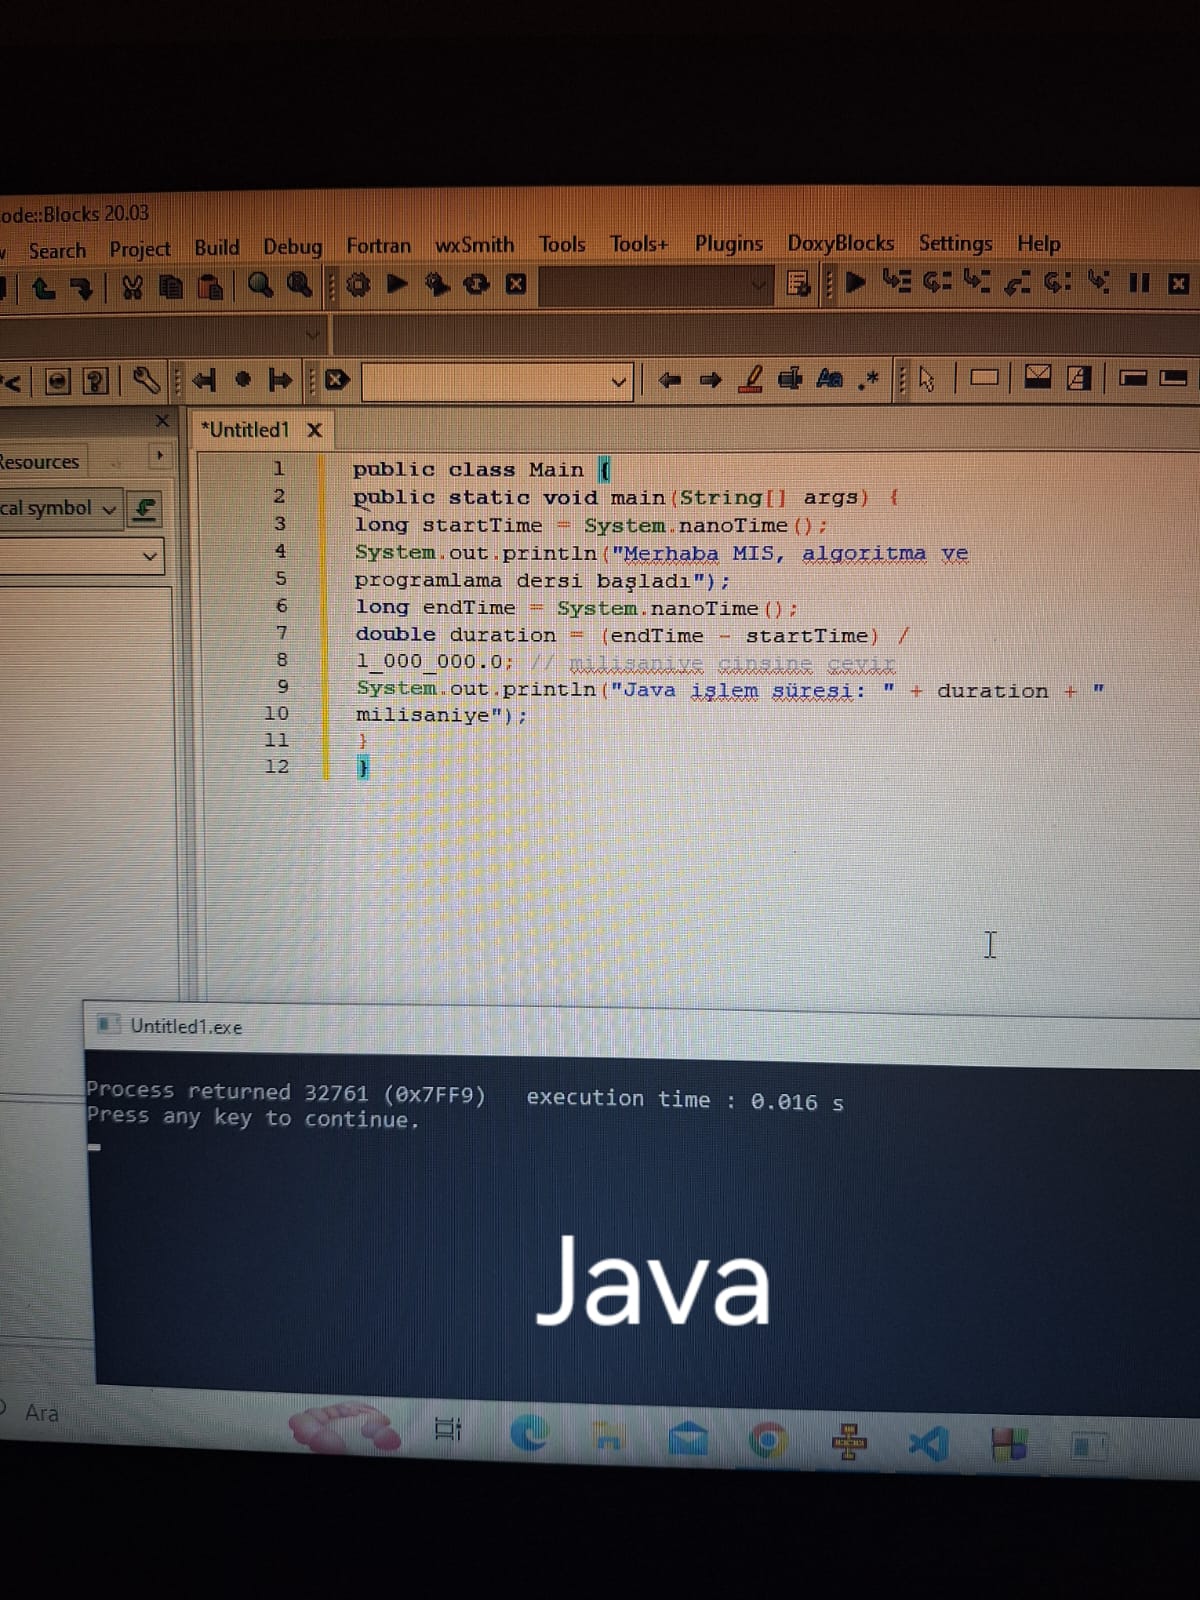 ode::Blocks 20.03
Search Project Build Debug Fortran wxSmith Tools Tools+ Plugins DoxyBlocks Settings Help
*Untitled1 X
Resources
cal symbol
1 public class Main {
2 public static void main(String[] args) {
3 long startTime = System.nanoTime();
4 System.out.println("Merhaba MIS, algoritma ve
5 programlama dersi başladı");
6 long endTime = System.nanoTime();
7 double duration = (endTime - startTime) /
8 1_000_000.0; // milisaniye cinsine çevir
9 System.out.println("Java işlem süresi: " + duration + "
10 milisaniye");
11 }
12 }
Untitled1.exe
Process returned 32761 (0x7FF9) execution time : 0.016 s
Press any key to continue.
Java
Ara